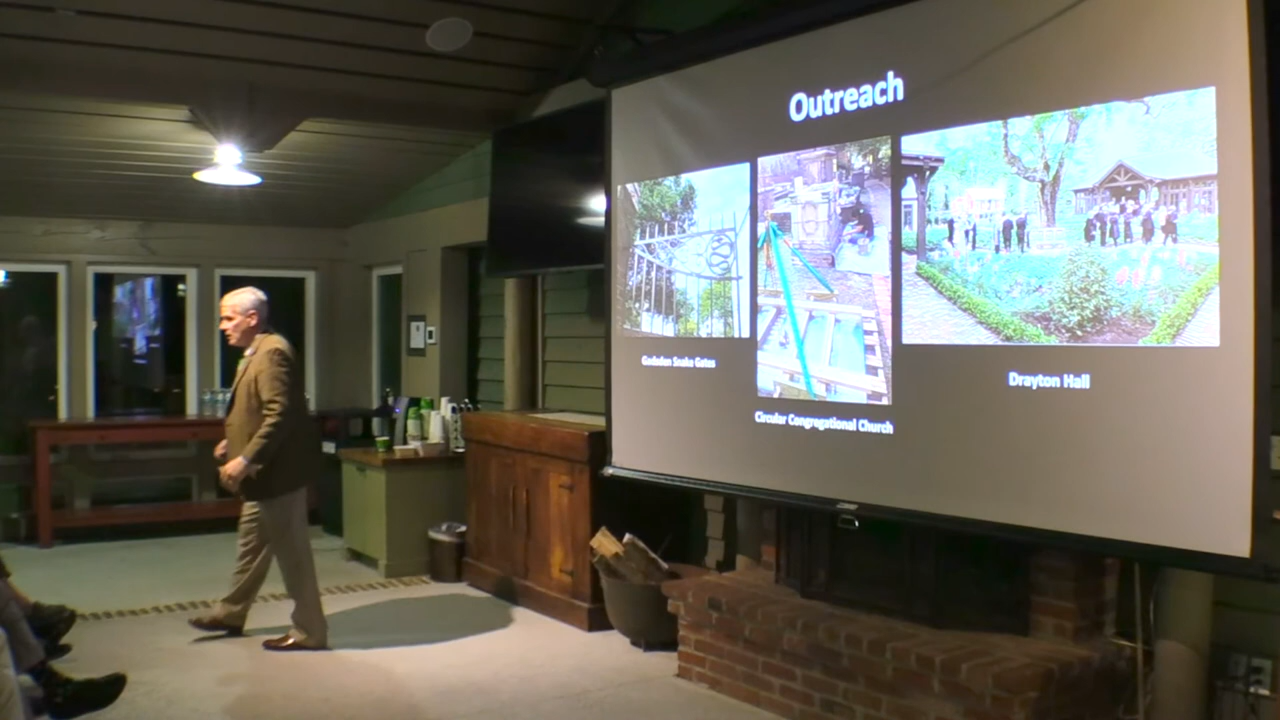 Outreach
Gadsden Snake Gates
Circular Congregational Church
Drayton Hall